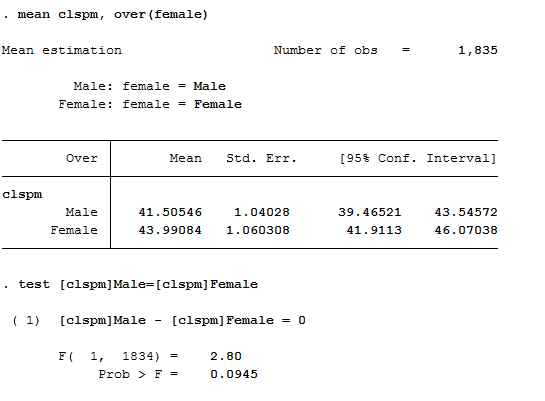 . mean clspm, over(female)
Mean estimation Number of obs = 1,835
Male: female = Male
Female: female = Female
Over Mean Std. Err. [95% Conf. Interval]
clspm
Male 41.50546 1.04028 39.46521 43.54572
Female 43.99084 1.060308 41.9113 46.07038
. test [clspm]Male=[clspm]Female
( 1) [clspm]Male - [clspm]Female = 0
F( 1, 1834) = 2.80
Prob > F = 0.0945